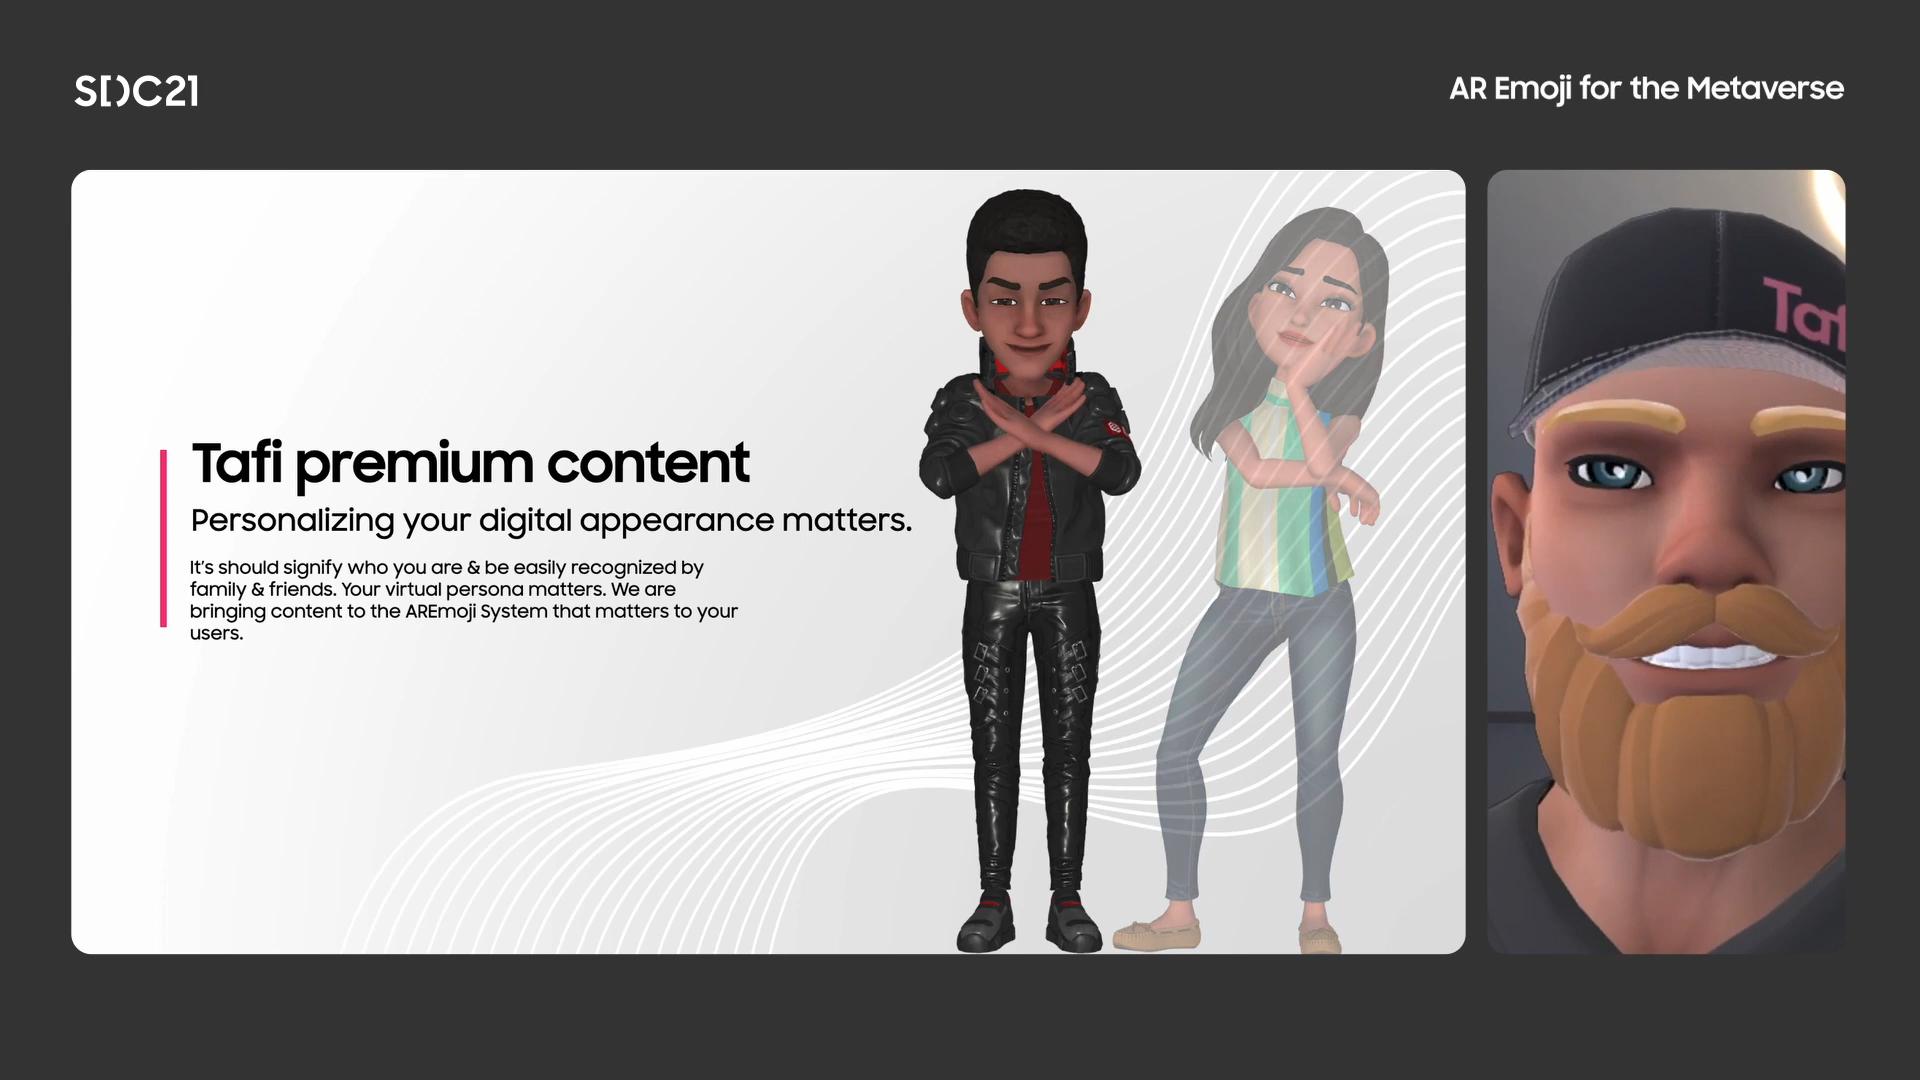 SDC21
AR Emoji for the Metaverse
Tafi premium content
Personalizing your digital appearance matters.
It's should signify who you are & be easily recognized by
family & friends. Your virtual persona matters. We are
bringing content to the AREmoji System that matters to your
users.
Taf